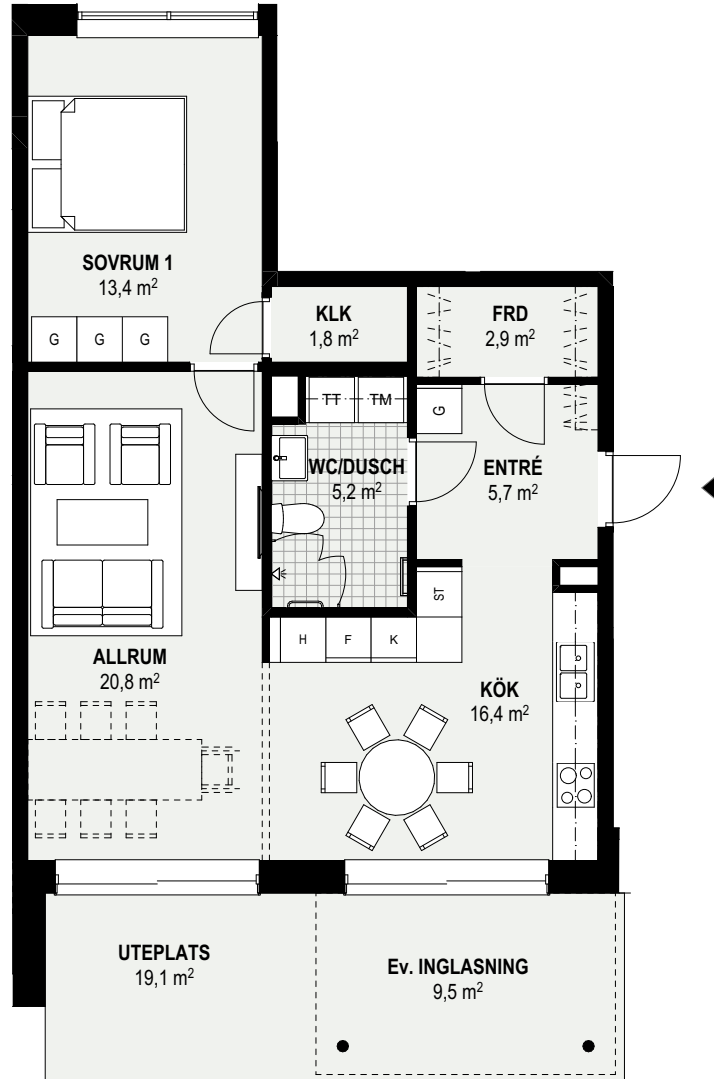 SOVRUM 1
13,4 m²
G G G
KLK
1,8 m²
FRD
2,9 m²
TT TM
G
WC/DUSCH
5,2 m²
ENTRÉ
5,7 m²
ST
H F K
ALLRUM
20,8 m²
KÖK
16,4 m²
UTEPLATS
19,1 m²
Ev. INGLASNING
9,5 m²